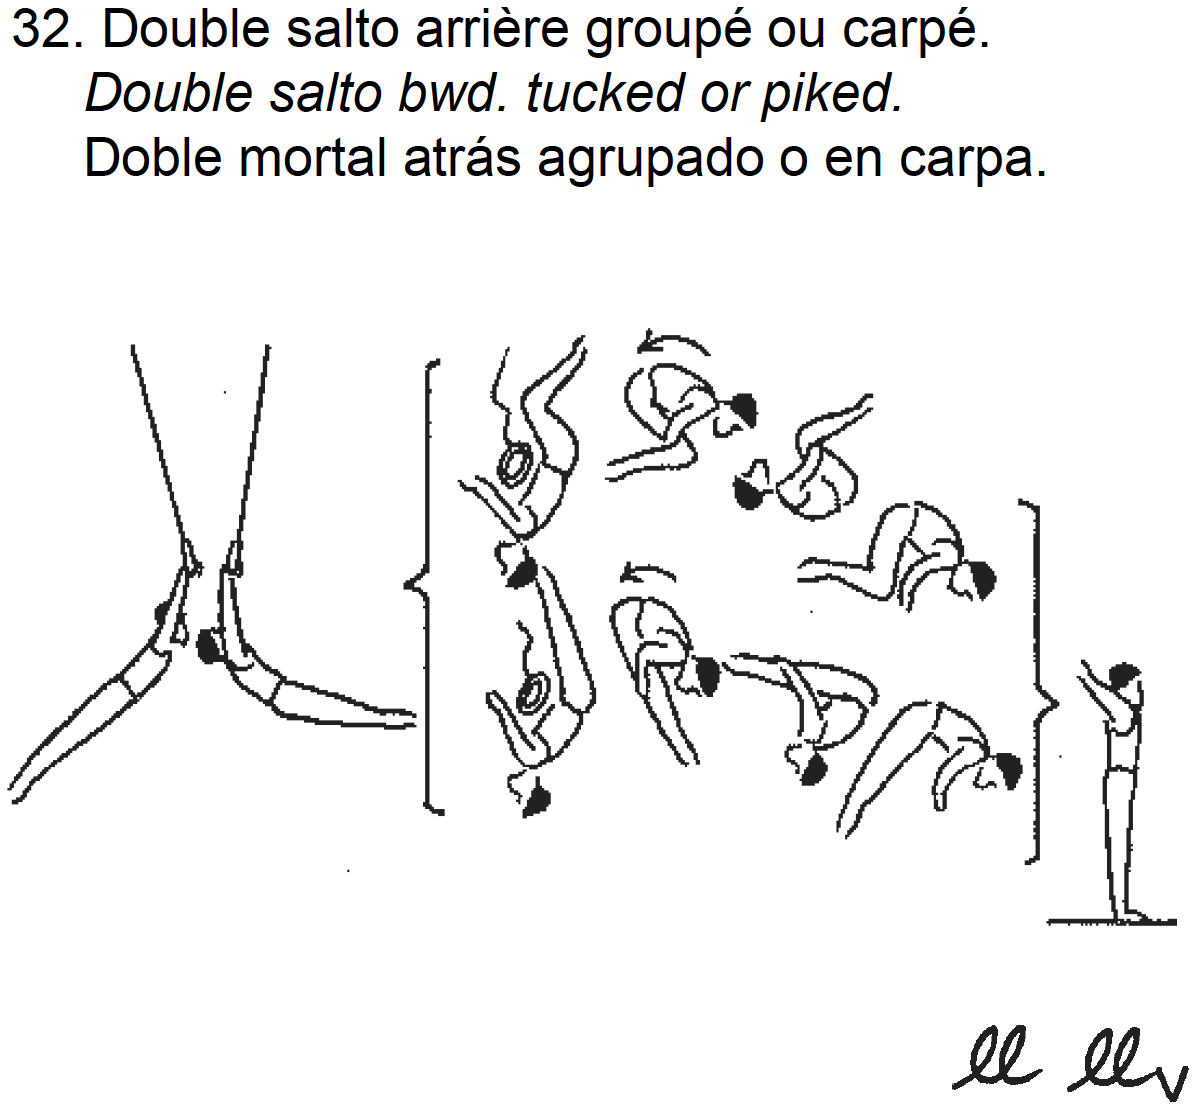 32. Double salto arrière groupé ou carpé.
Double salto bwd. tucked or piked.
Doble mortal atrás agrupado o en carpa.